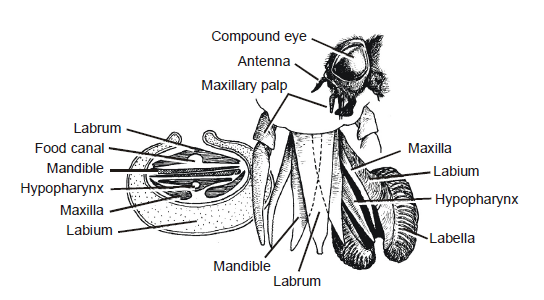 Compound eye
Antenna
Maxillary palp
Labrum
Food canal
Mandible
Hypopharynx
Maxilla
Labium
Maxilla
Labium
Hypopharynx
Labella
Mandible
Labrum